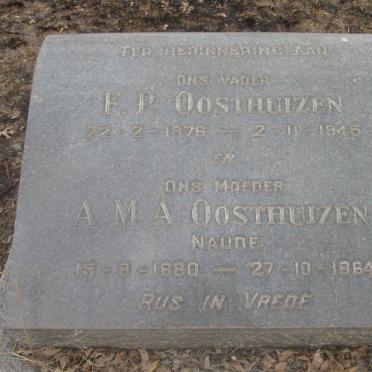 TER HERINNERING AAN
ONS VADER
F. P. OOSTHUIZEN
22-2-1876 — 2-11-1945
EN
ONS MOEDER
A. M. A. OOSTHUIZEN
NAUDÉ
15-8-1880 — 27-10-1964
RUS IN VREDE